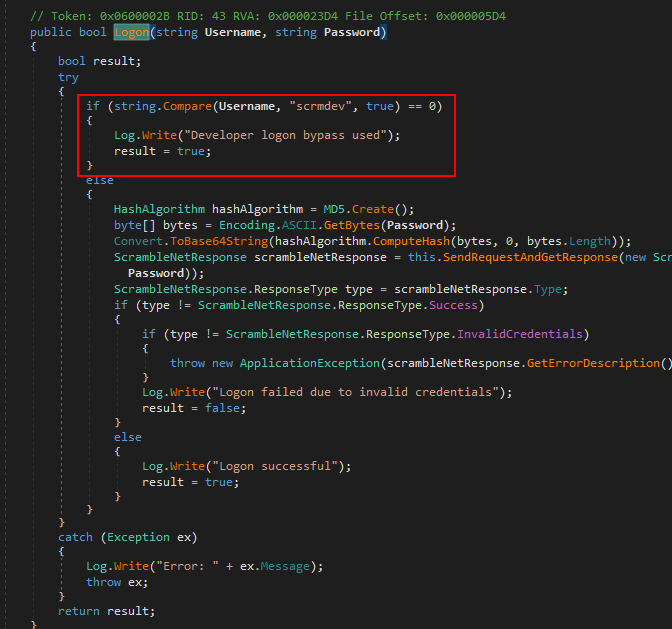 // Token: 0x0600002B RID: 43 RVA: 0x000023D4 File Offset: 0x000005D4
public bool Logon(string Username, string Password)
{
    bool result;
    try
    {
        if (string.Compare(Username, "scrmdev", true) == 0)
        {
            Log.Write("Developer logon bypass used");
            result = true;
        }
        else
        {
            HashAlgorithm hashAlgorithm = MD5.Create();
            byte[] bytes = Encoding.ASCII.GetBytes(Password);
            Convert.ToBase64String(hashAlgorithm.ComputeHash(bytes, 0, bytes.Length));
            ScrambleNetResponse scrambleNetResponse = this.SendRequestAndGetResponse(new Scr
              Password));
            ScrambleNetResponse.ResponseType type = scrambleNetResponse.Type;
            if (type != ScrambleNetResponse.ResponseType.Success)
            {
                if (type != ScrambleNetResponse.ResponseType.InvalidCredentials)
                {
                    throw new ApplicationException(scrambleNetResponse.GetErrorDescription()
                }
                Log.Write("Logon failed due to invalid credentials");
                result = false;
            }
            else
            {
                Log.Write("Logon successful");
                result = true;
            }
        }
    }
    catch (Exception ex)
    {
        Log.Write("Error: " + ex.Message);
        throw ex;
    }
    return result;
}